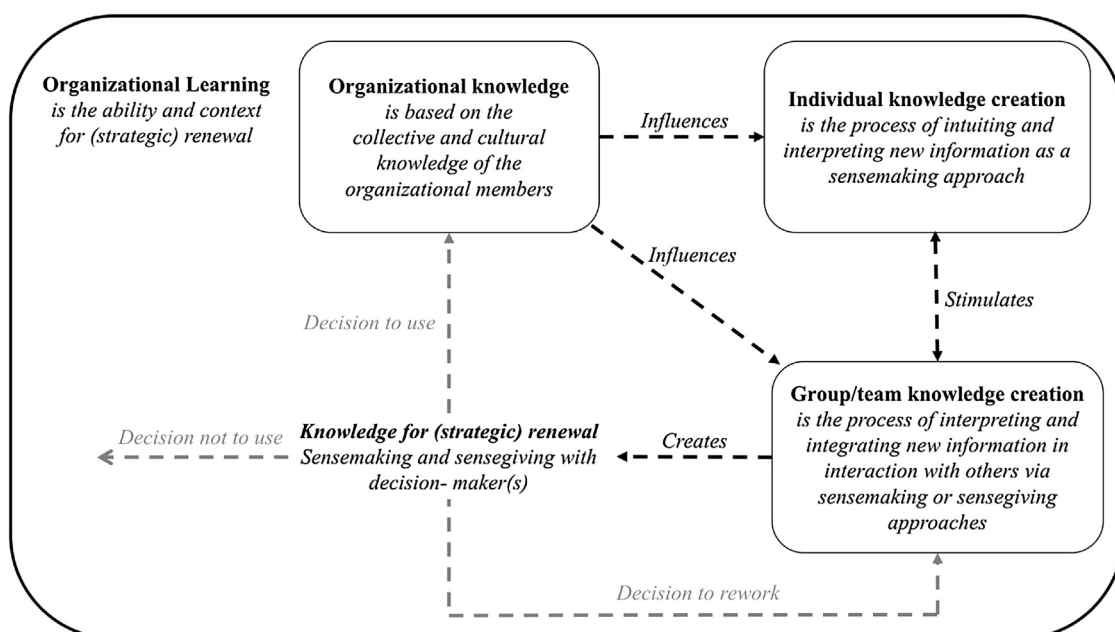 Organizational Learning
is the ability and context
for (strategic) renewal
Organizational knowledge
is based on the
collective and cultural
knowledge of the
organizational members
Influences
Individual knowledge creation
is the process of intuiting and
interpreting new information as a
sensemaking approach
Influences
Stimulates
Decision to use
Group/team knowledge creation
is the process of interpreting and
integrating new information in
interaction with others via
sensemaking or sensegiving
approaches
Creates
Knowledge for (strategic) renewal
Sensemaking and sensegiving with
decision- maker(s)
Decision not to use
Decision to rework